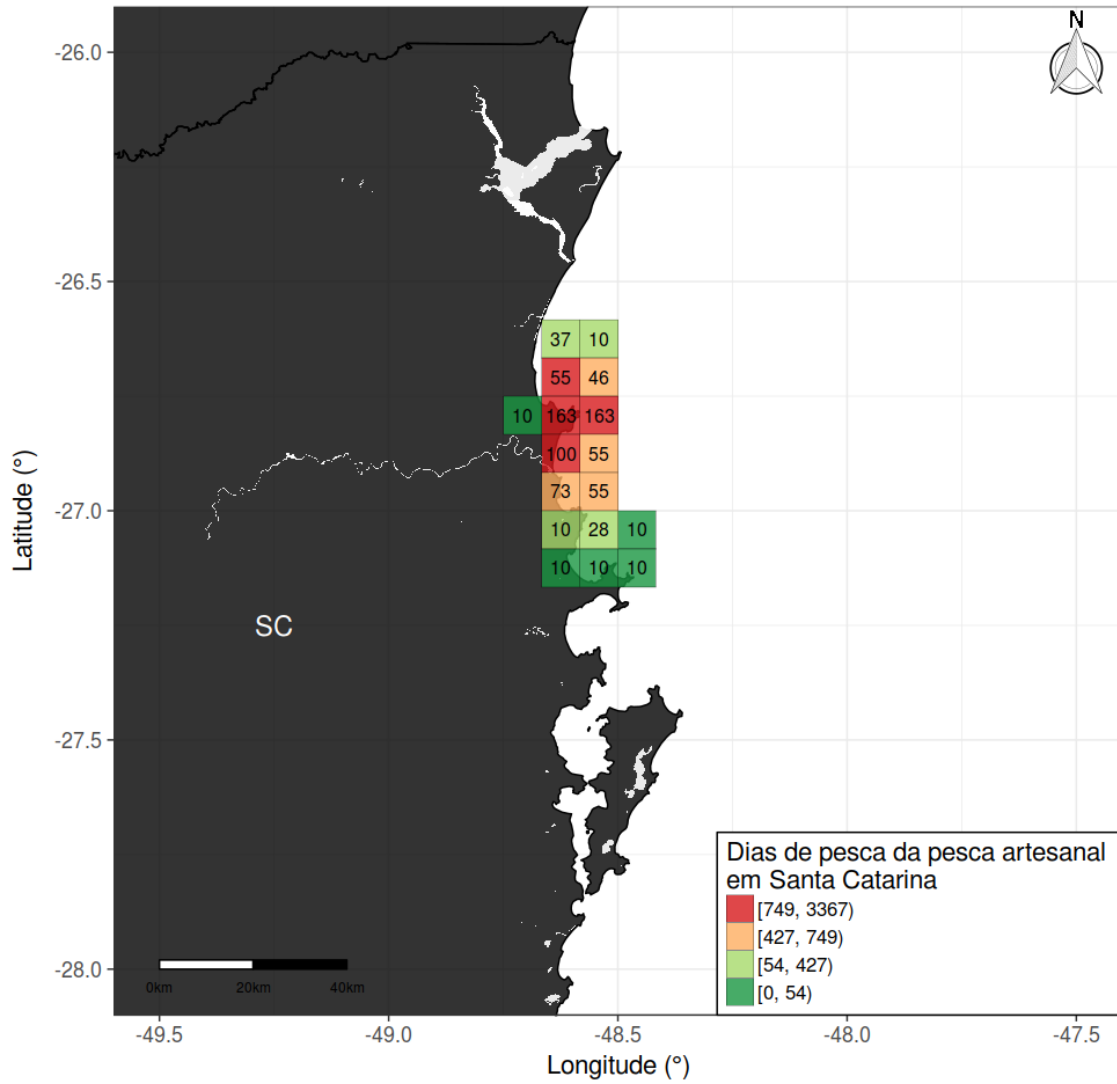 N
-26.0
-26.5
37 10
55 46
10 163 163
100 55
73 55
-27.0
10 28 10
10 10 10
SC
-27.5
-28.0
Latitude (°)
0km 20km 40km
Dias de pesca da pesca artesanal
em Santa Catarina
[749, 3367)
[427, 749)
[54, 427)
[0, 54)
-49.5 -49.0 -48.5 -48.0 -47.5
Longitude (°)